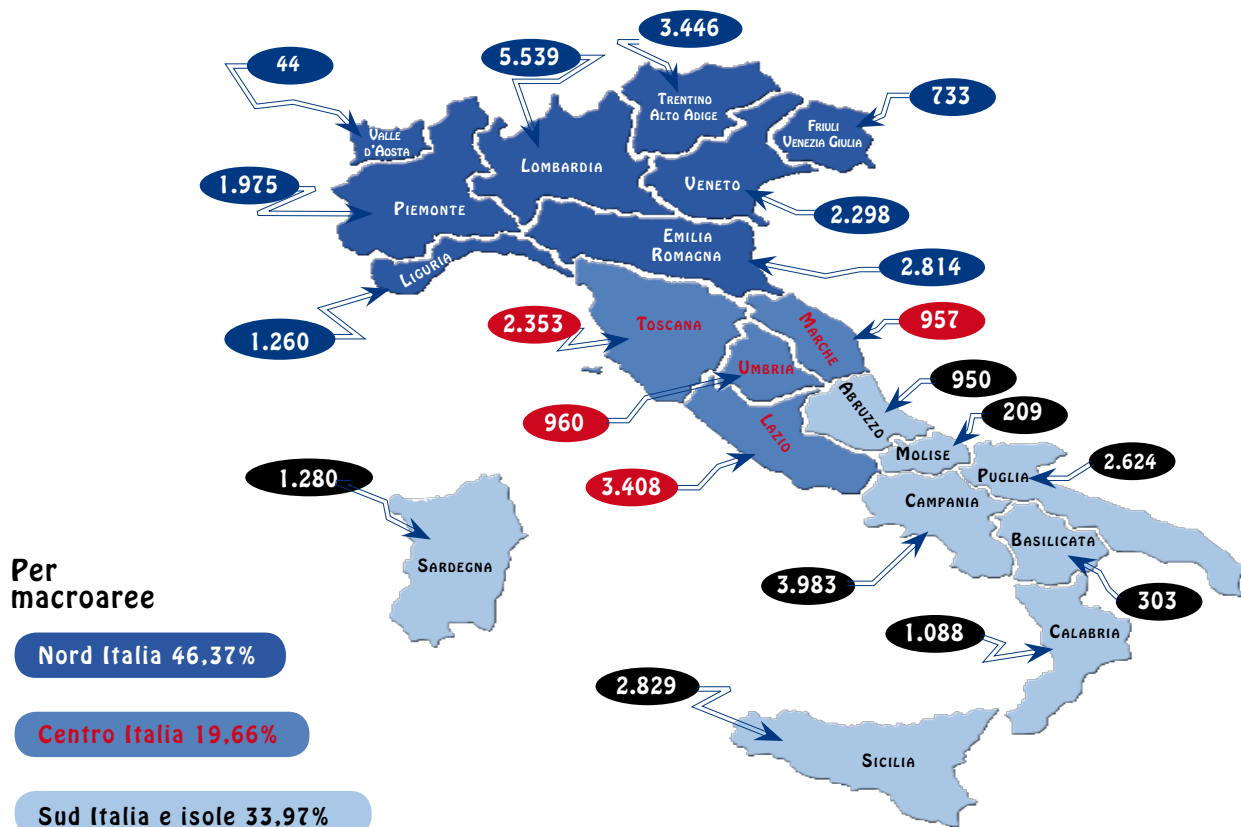 3.446
44
5.539
733
Trentino
Alto Adige
Friuli
Venezia Giulia
Valle
d'Aosta
Lombardia
Veneto
1.975
Piemonte
2.298
Emilia
Romagna
Liguria
2.814
1.260
2.353
Toscana
Marche
957
Umbria
950
Abruzzo
960
Lazio
209
Molise
2.624
1.280
3.408
Puglia
Campania
Basilicata
Sardegna
3.983
303
1.088
Calabria
2.829
Sicilia
Per
macroaree
Nord Italia 46,37%
Centro Italia 19,66%
Sud Italia e isole 33,97%